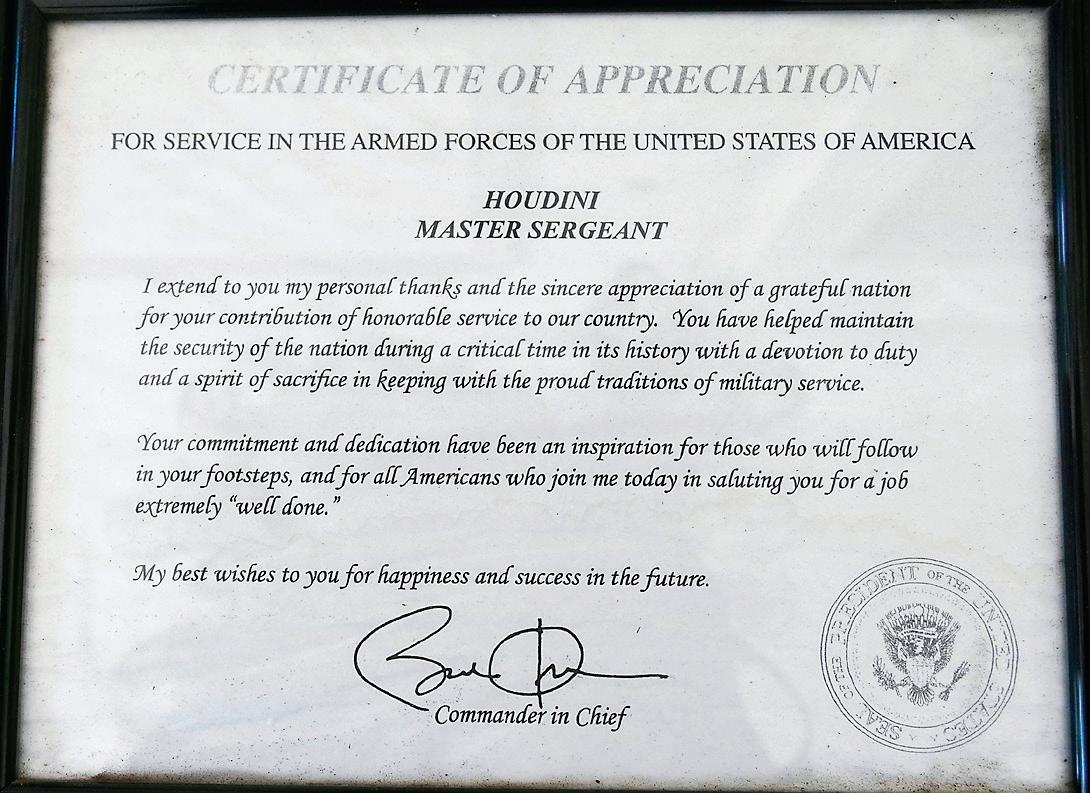 CERTIFICATE OF APPRECIATION
FOR SERVICE IN THE ARMED FORCES OF THE UNITED STATES OF AMERICA
HOUDINI
MASTER SERGEANT
I extend to you my personal thanks and the sincere appreciation of a grateful nation
for your contribution of honorable service to our country. You have helped maintain
the security of the nation during a critical time in its history with a devotion to duty
and a spirit of sacrifice in keeping with the proud traditions of military service.
Your commitment and dedication have been an inspiration for those who will follow
in your footsteps, and for all Americans who join me today in saluting you for a job
extremely “well done.”
My best wishes to you for happiness and success in the future.
Commander in Chief
SEAL OF THE PRESIDENT OF THE UNITED STATES